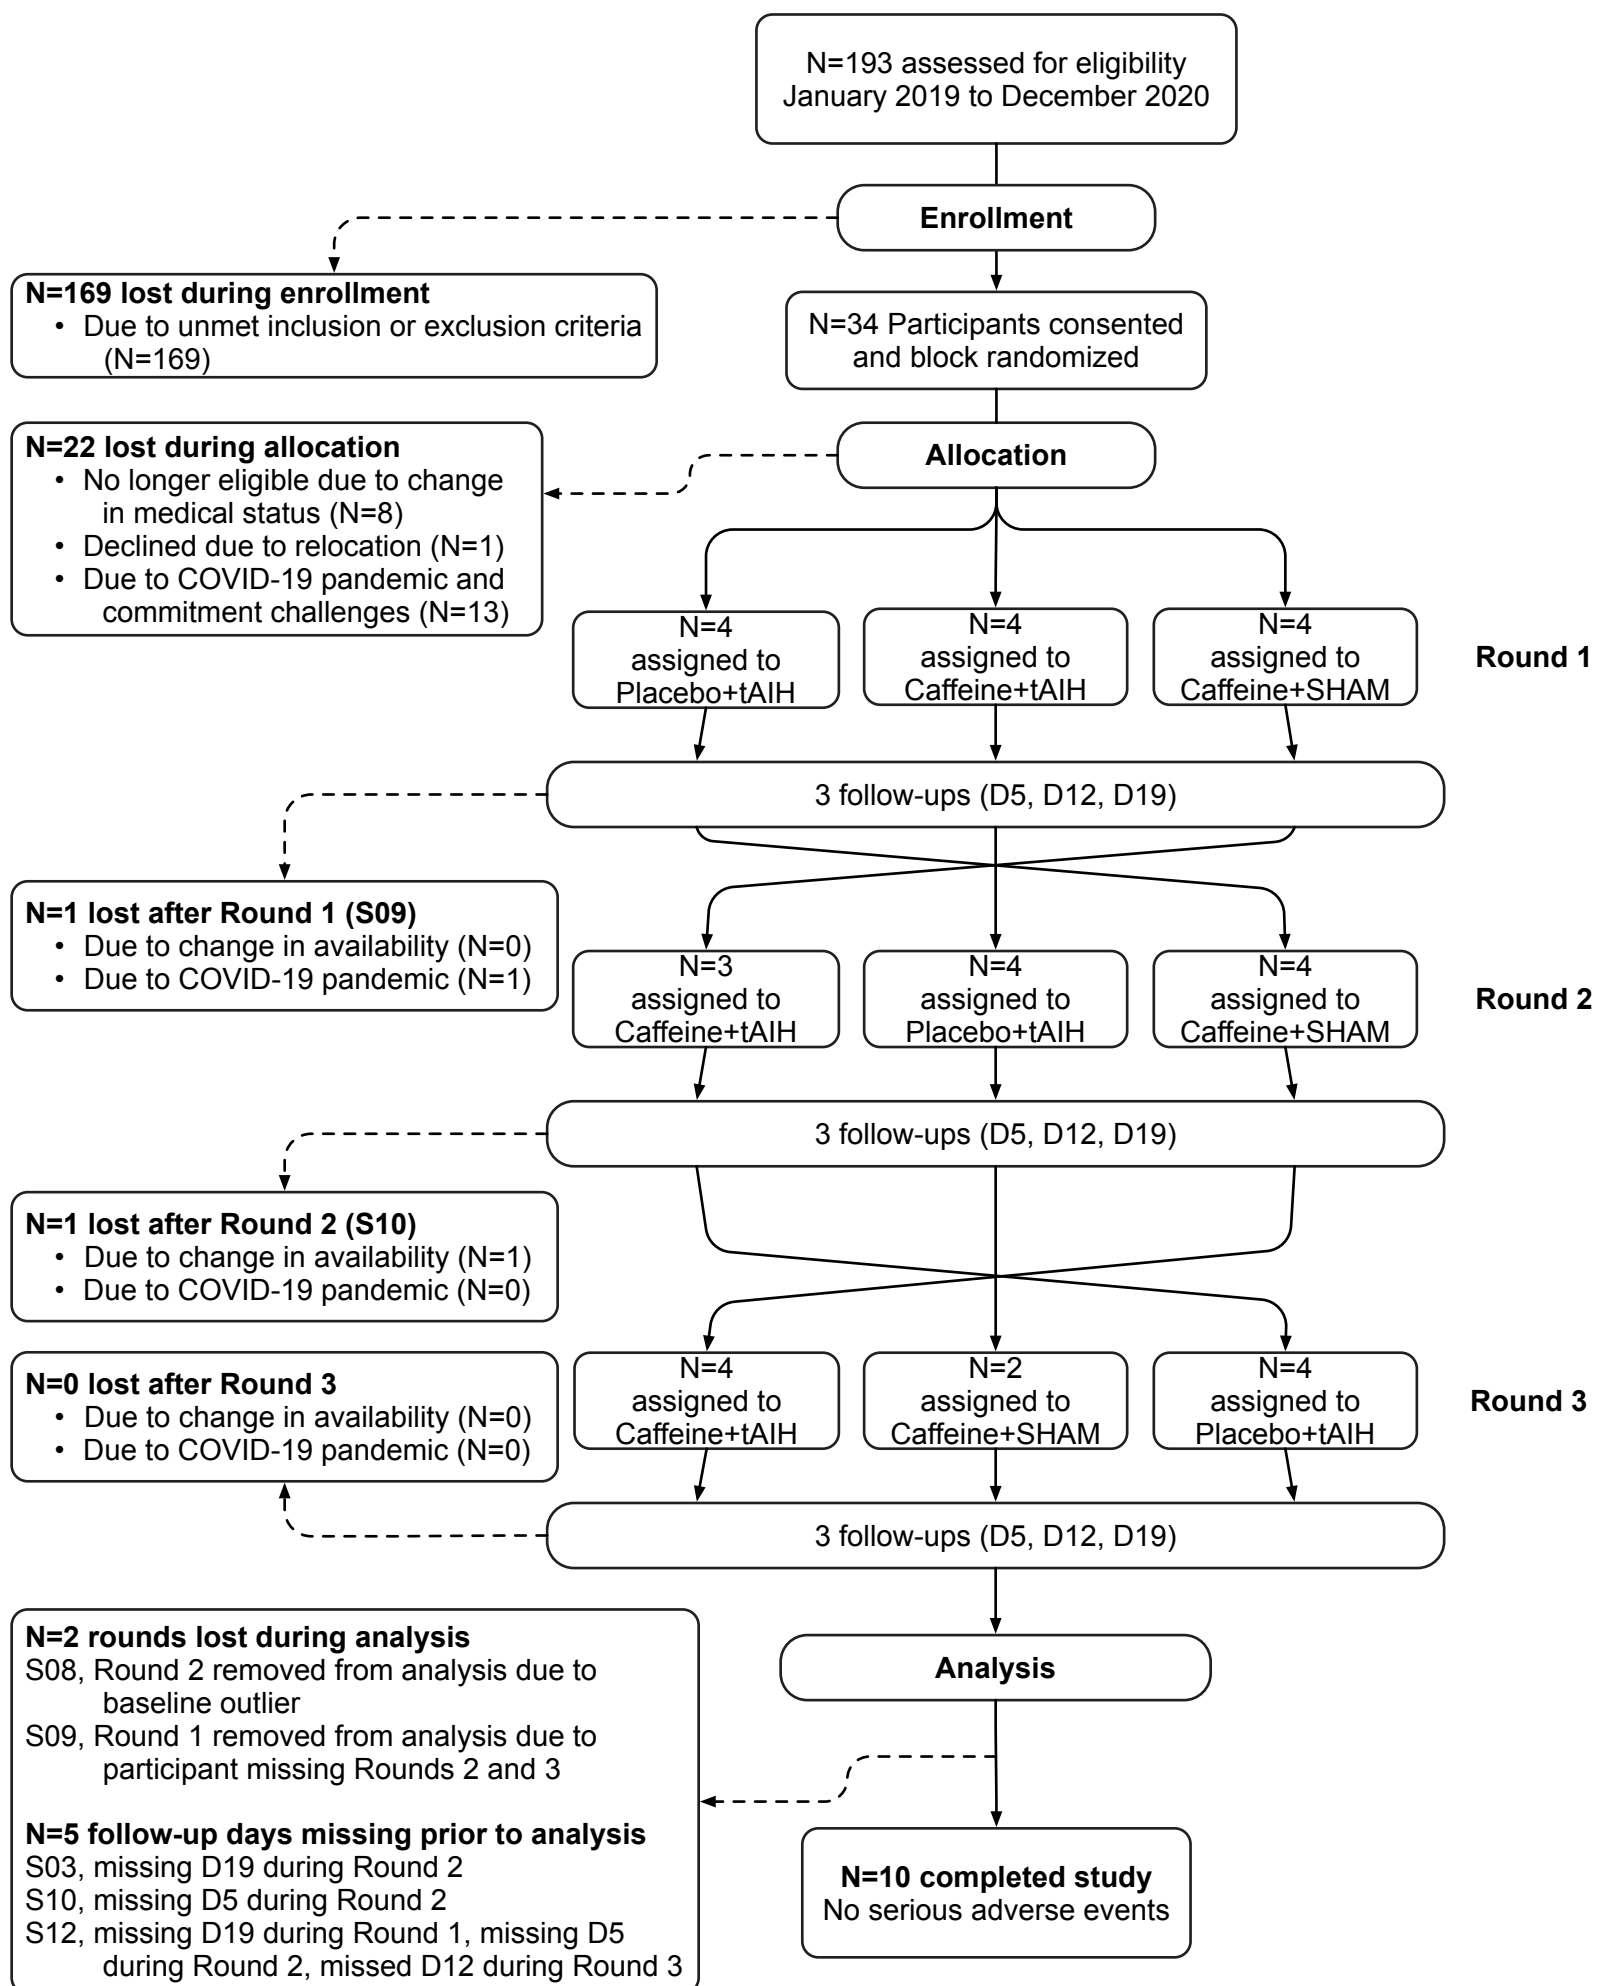 N=193 assessed for eligibility
January 2019 to December 2020
Enrollment
N=169 lost during enrollment
• Due to unmet inclusion or exclusion criteria
(N=169)
N=34 Participants consented
and block randomized
N=22 lost during allocation
• No longer eligible due to change
in medical status (N=8)
• Declined due to relocation (N=1)
• Due to COVID-19 pandemic and
commitment challenges (N=13)
Allocation
N=4
assigned to
Placebo+tAIH
N=4
assigned to
Caffeine+tAIH
N=4
assigned to
Caffeine+SHAM
Round 1
3 follow-ups (D5, D12, D19)
N=1 lost after Round 1 (S09)
• Due to change in availability (N=0)
• Due to COVID-19 pandemic (N=1)
N=3
assigned to
Caffeine+tAIH
N=4
assigned to
Placebo+tAIH
N=4
assigned to
Caffeine+SHAM
Round 2
3 follow-ups (D5, D12, D19)
N=1 lost after Round 2 (S10)
• Due to change in availability (N=1)
• Due to COVID-19 pandemic (N=0)
N=0 lost after Round 3
• Due to change in availability (N=0)
• Due to COVID-19 pandemic (N=0)
N=4
assigned to
Caffeine+tAIH
N=2
assigned to
Caffeine+SHAM
N=4
assigned to
Placebo+tAIH
Round 3
3 follow-ups (D5, D12, D19)
N=2 rounds lost during analysis
S08, Round 2 removed from analysis due to
baseline outlier
S09, Round 1 removed from analysis due to
participant missing Rounds 2 and 3
N=5 follow-up days missing prior to analysis
S03, missing D19 during Round 2
S10, missing D5 during Round 2
S12, missing D19 during Round 1, missing D5
during Round 2, missed D12 during Round 3
Analysis
N=10 completed study
No serious adverse events